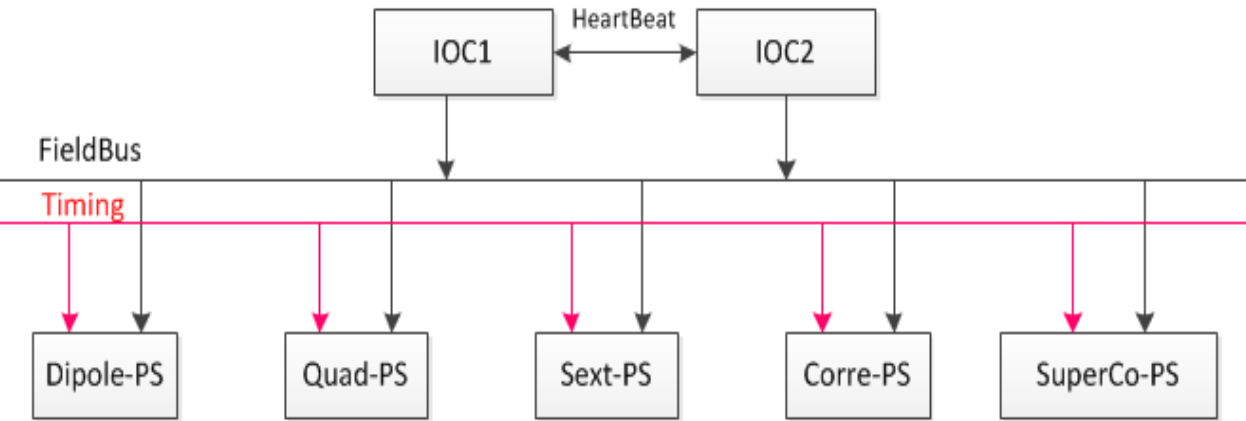 HeartBeat
IOC1
IOC2
FieldBus
Timing
Dipole-PS
Quad-PS
Sext-PS
Corre-PS
SuperCo-PS